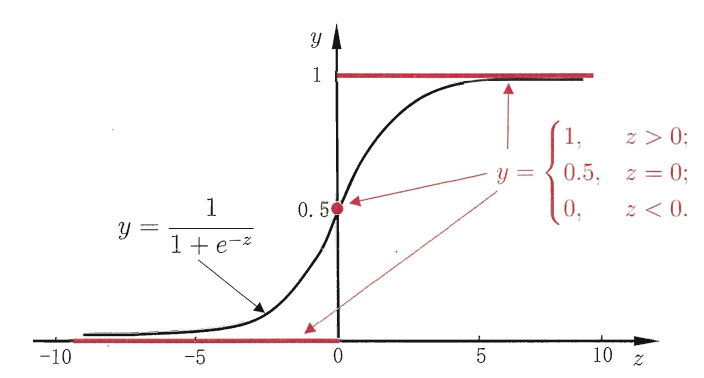 y
1
y = { 1, z > 0;
0.5, z = 0;
0, z < 0.
0.5
y = 1 / (1 + e^{-z})
-10 -5 0 5 10 z